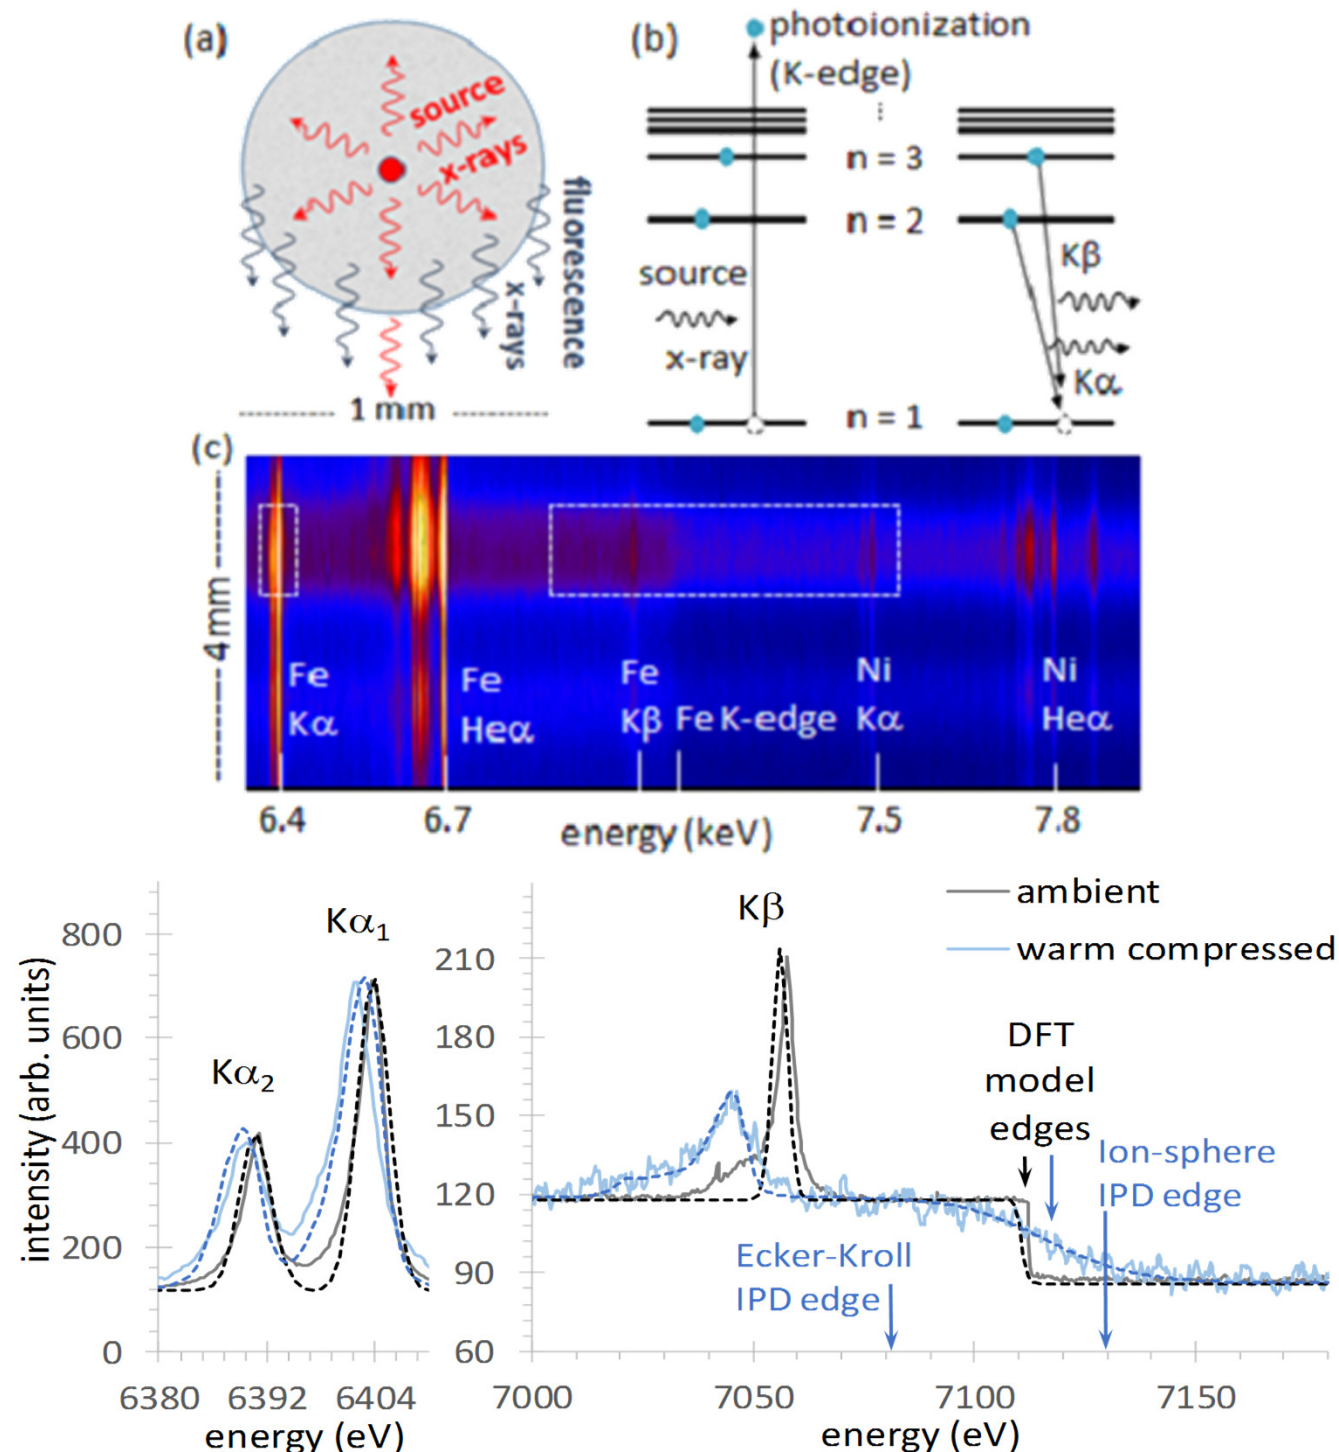 (a)
source
x-rays
fluorescence
x-rays
1 mm
(b)
photoionization
(K-edge)
n = 3
n = 2
source
x-ray
Kβ
Kα
n = 1
(c)
4mm
Fe
Kα
Fe
Heα
Fe
Kβ
Fe K-edge
Ni
Kα
Ni
Heα
6.4
6.7
energy (keV)
7.5
7.8
intensity (arb. units)
800
600
400
200
0
Kα₂
Kα₁
6380
6392
6404
energy (eV)
210
180
150
120
90
60
Kβ
ambient
warm compressed
DFT
model
edges
Ion-sphere
IPD edge
Ecker-Kroll
IPD edge
7000
7050
7100
7150
energy (eV)